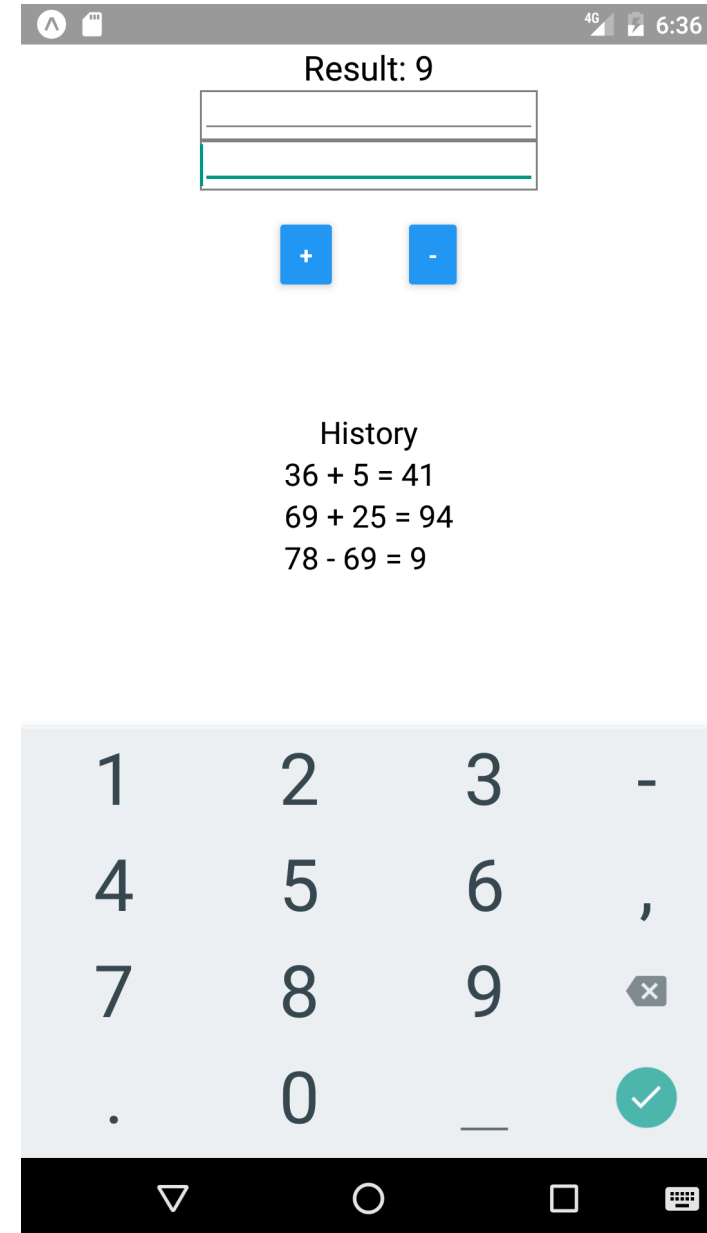 4G 6:36
Result: 9
+ -
History
36 + 5 = 41
69 + 25 = 94
78 - 69 = 9
1 2 3 -
4 5 6 ,
7 8 9
. 0 _